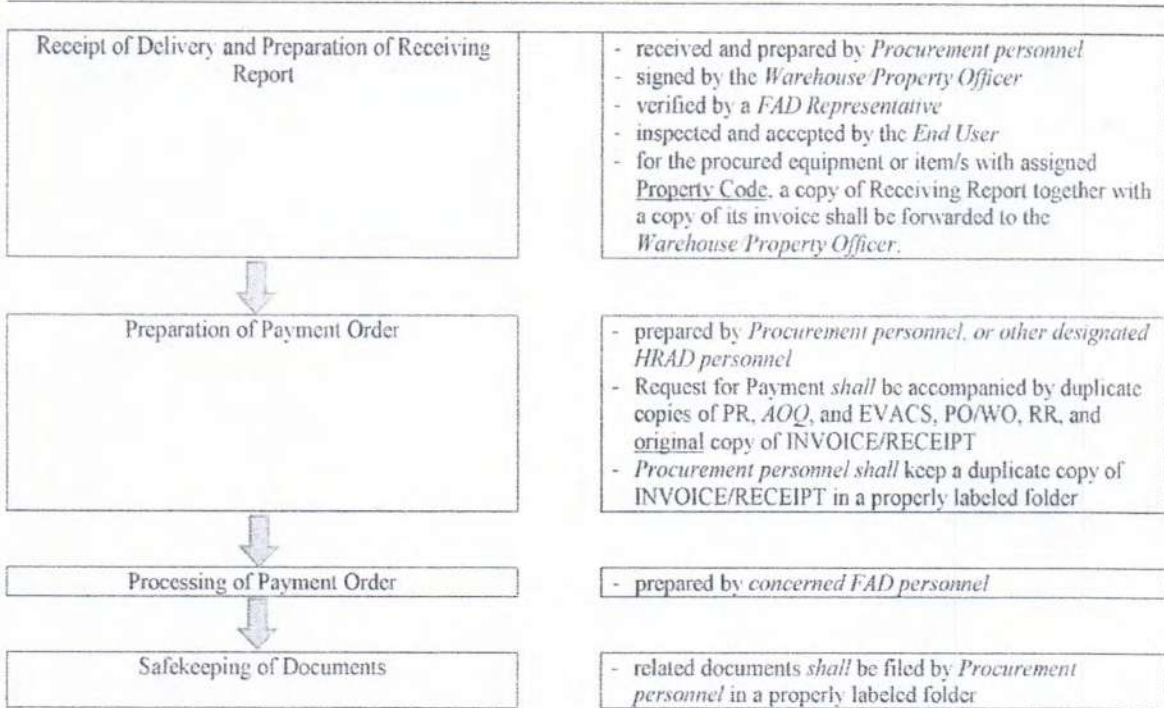 Receipt of Delivery and Preparation of Receiving
Report
- received and prepared by Procurement personnel
- signed by the Warehouse/Property Officer
- verified by a FAD Representative
- inspected and accepted by the End User
- for the procured equipment or item/s with assigned
Property Code, a copy of Receiving Report together with
a copy of its invoice shall be forwarded to the
Warehouse/Property Officer.
Preparation of Payment Order
- prepared by Procurement personnel, or other designated
HRAD personnel
- Request for Payment shall be accompanied by duplicate
copies of PR, AOQ, and EVACS, PO/WO, RR, and
original copy of INVOICE/RECEIPT
- Procurement personnel shall keep a duplicate copy of
INVOICE/RECEIPT in a properly labeled folder
Processing of Payment Order
- prepared by concerned FAD personnel
Safekeeping of Documents
- related documents shall be filed by Procurement
personnel in a properly labeled folder